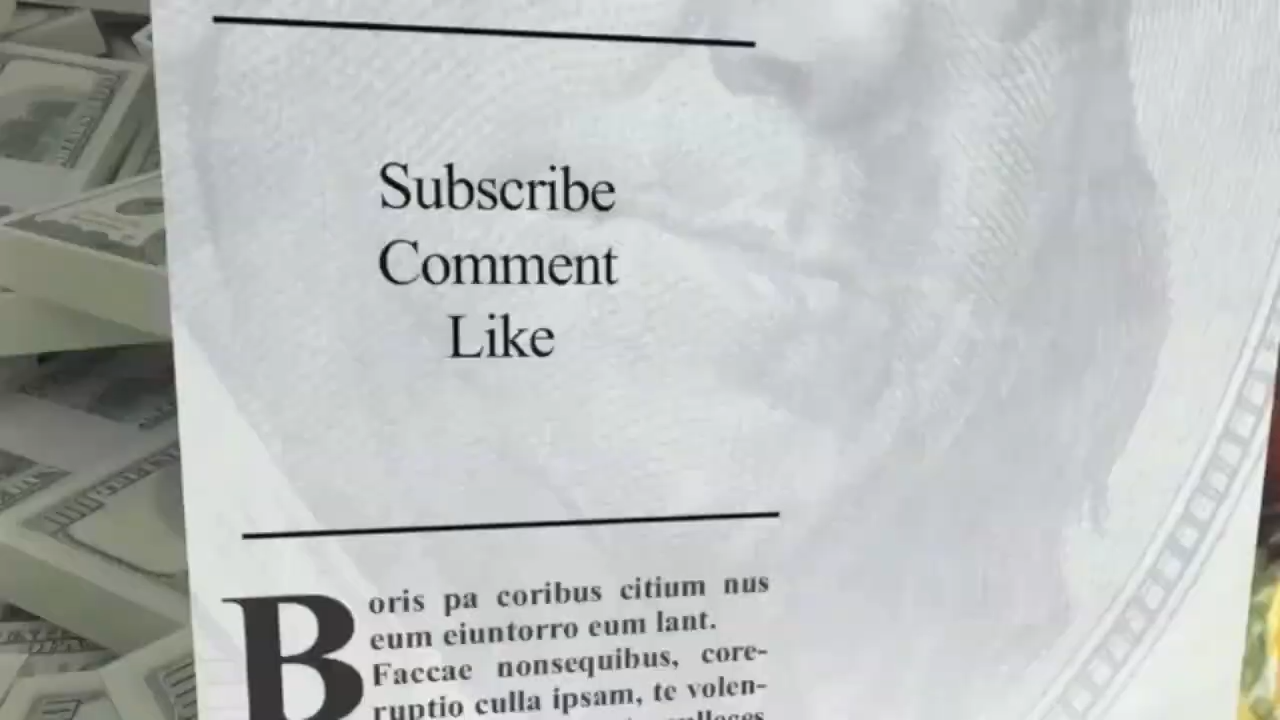 Subscribe
Comment
Like
Boris pa coribus citium nus
eum eiuntorro eum lant.
Faccae nonsequibus, core-
ruptio culla ipsam, te volen-